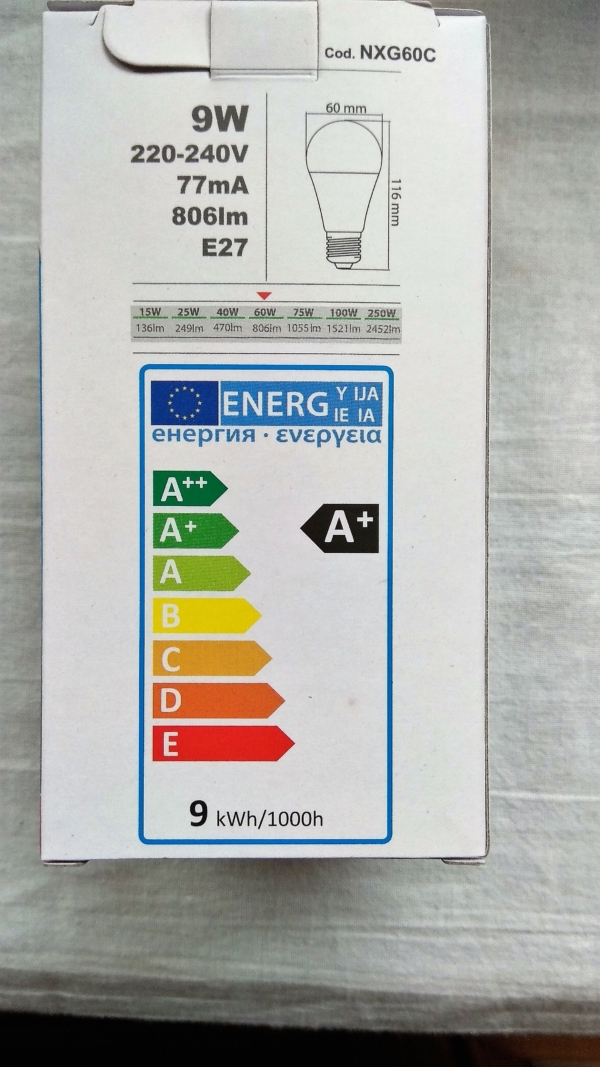 Cod. NXG60C
9W
220-240V
77mA
806lm
E27
60 mm
116 mm
15W 25W 40W 60W 75W 100W 250W
136lm 249lm 470lm 806lm 1055lm 1521lm 2452lm
ENERG Y IJA
IE IA
енергия · ενεργεια
A++
A+
A+
A
B
C
D
E
9 kWh/1000h